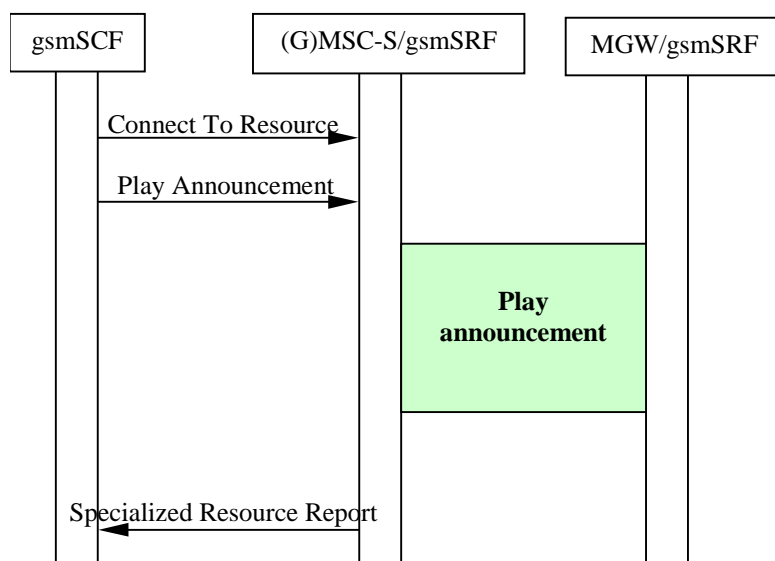 gsmSCF
(G)MSC-S/gsmSRF
MGW/gsmSRF
Connect To Resource
Play Announcement
Play
announcement
Specialized Resource Report